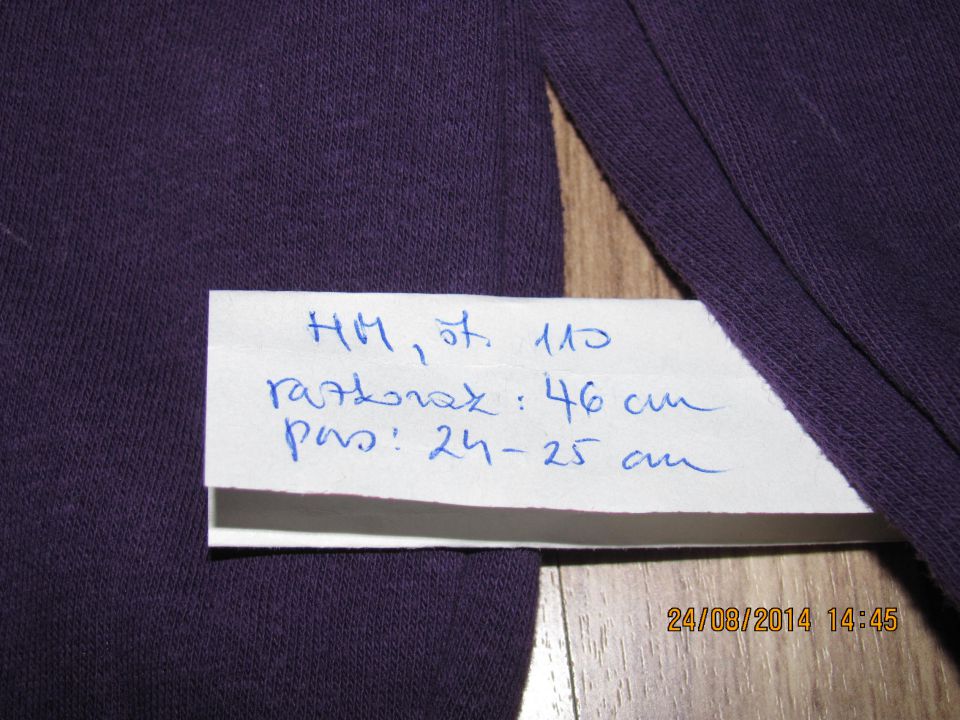 HM, št. 110
razkorak: 46 cm
pas: 24-25 cm
24/08/2014 14:45